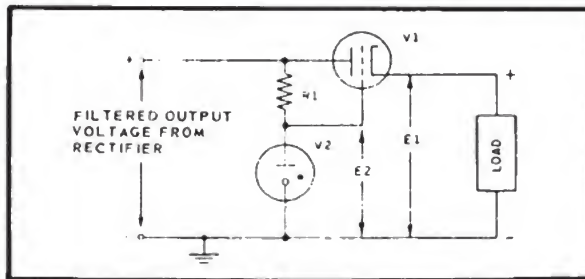 V1
+
+
R1
FILTERED OUTPUT
VOLTAGE FROM
RECTIFIER
V2
E2
E1
LOAD
-
-